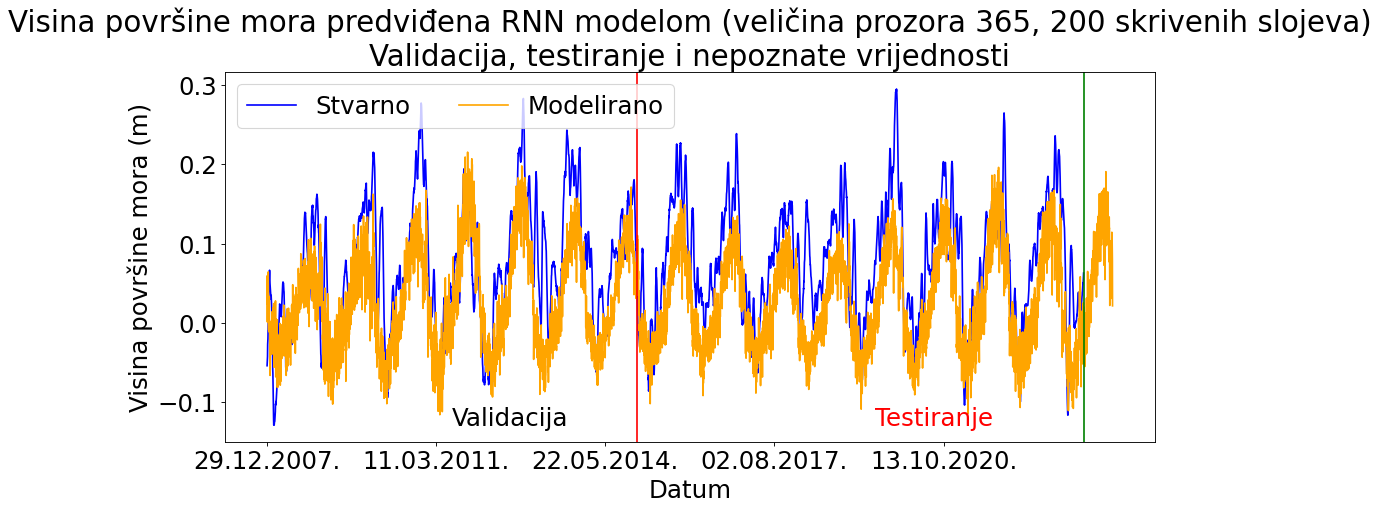 Visina površine mora predviđena RNN modelom (veličina prozora 365, 200 skrivenih slojeva)
Validacija, testiranje i nepoznate vrijednosti
Stvarno
Modelirano
Visina površine mora (m)
0.3
0.2
0.1
0.0
−0.1
Validacija
Testiranje
29.12.2007.
11.03.2011.
22.05.2014.
02.08.2017.
13.10.2020.
Datum